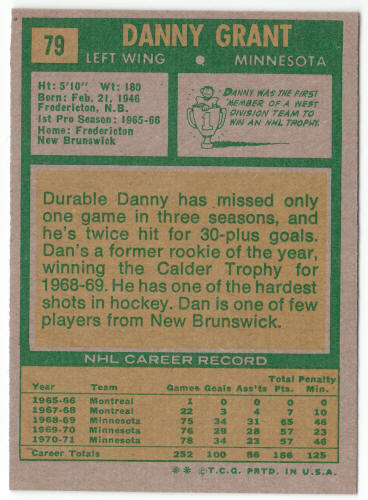 79
DANNY GRANT
LEFT WING • MINNESOTA
Ht: 5'10" Wt: 180
Born: Feb. 21, 1946
Fredericton, N.B.
1st Pro Season: 1965-66
Home: Fredericton
New Brunswick
DANNY WAS THE FIRST
MEMBER OF A WEST
DIVISION TEAM TO
WIN AN NHL TROPHY.
1
Durable Danny has missed only
one game in three seasons, and
he's twice hit for 30-plus goals.
Dan's a former rookie of the year,
winning the Calder Trophy for
1968-69. He has one of the hardest
shots in hockey. Dan is one of few
players from New Brunswick.
NHL CAREER RECORD
Total Penalty
Year Team Games Goals Ass'ts Pts. Min.
1965-66 Montreal 1 0 0 0 0
1967-68 Montreal 22 3 4 7 10
1968-69 Minnesota 75 34 31 65 46
1969-70 Minnesota 76 29 28 57 23
1970-71 Minnesota 78 34 23 57 46
Career Totals 252 100 86 186 125
** ©T.C.G. PRTD. IN U.S.A.